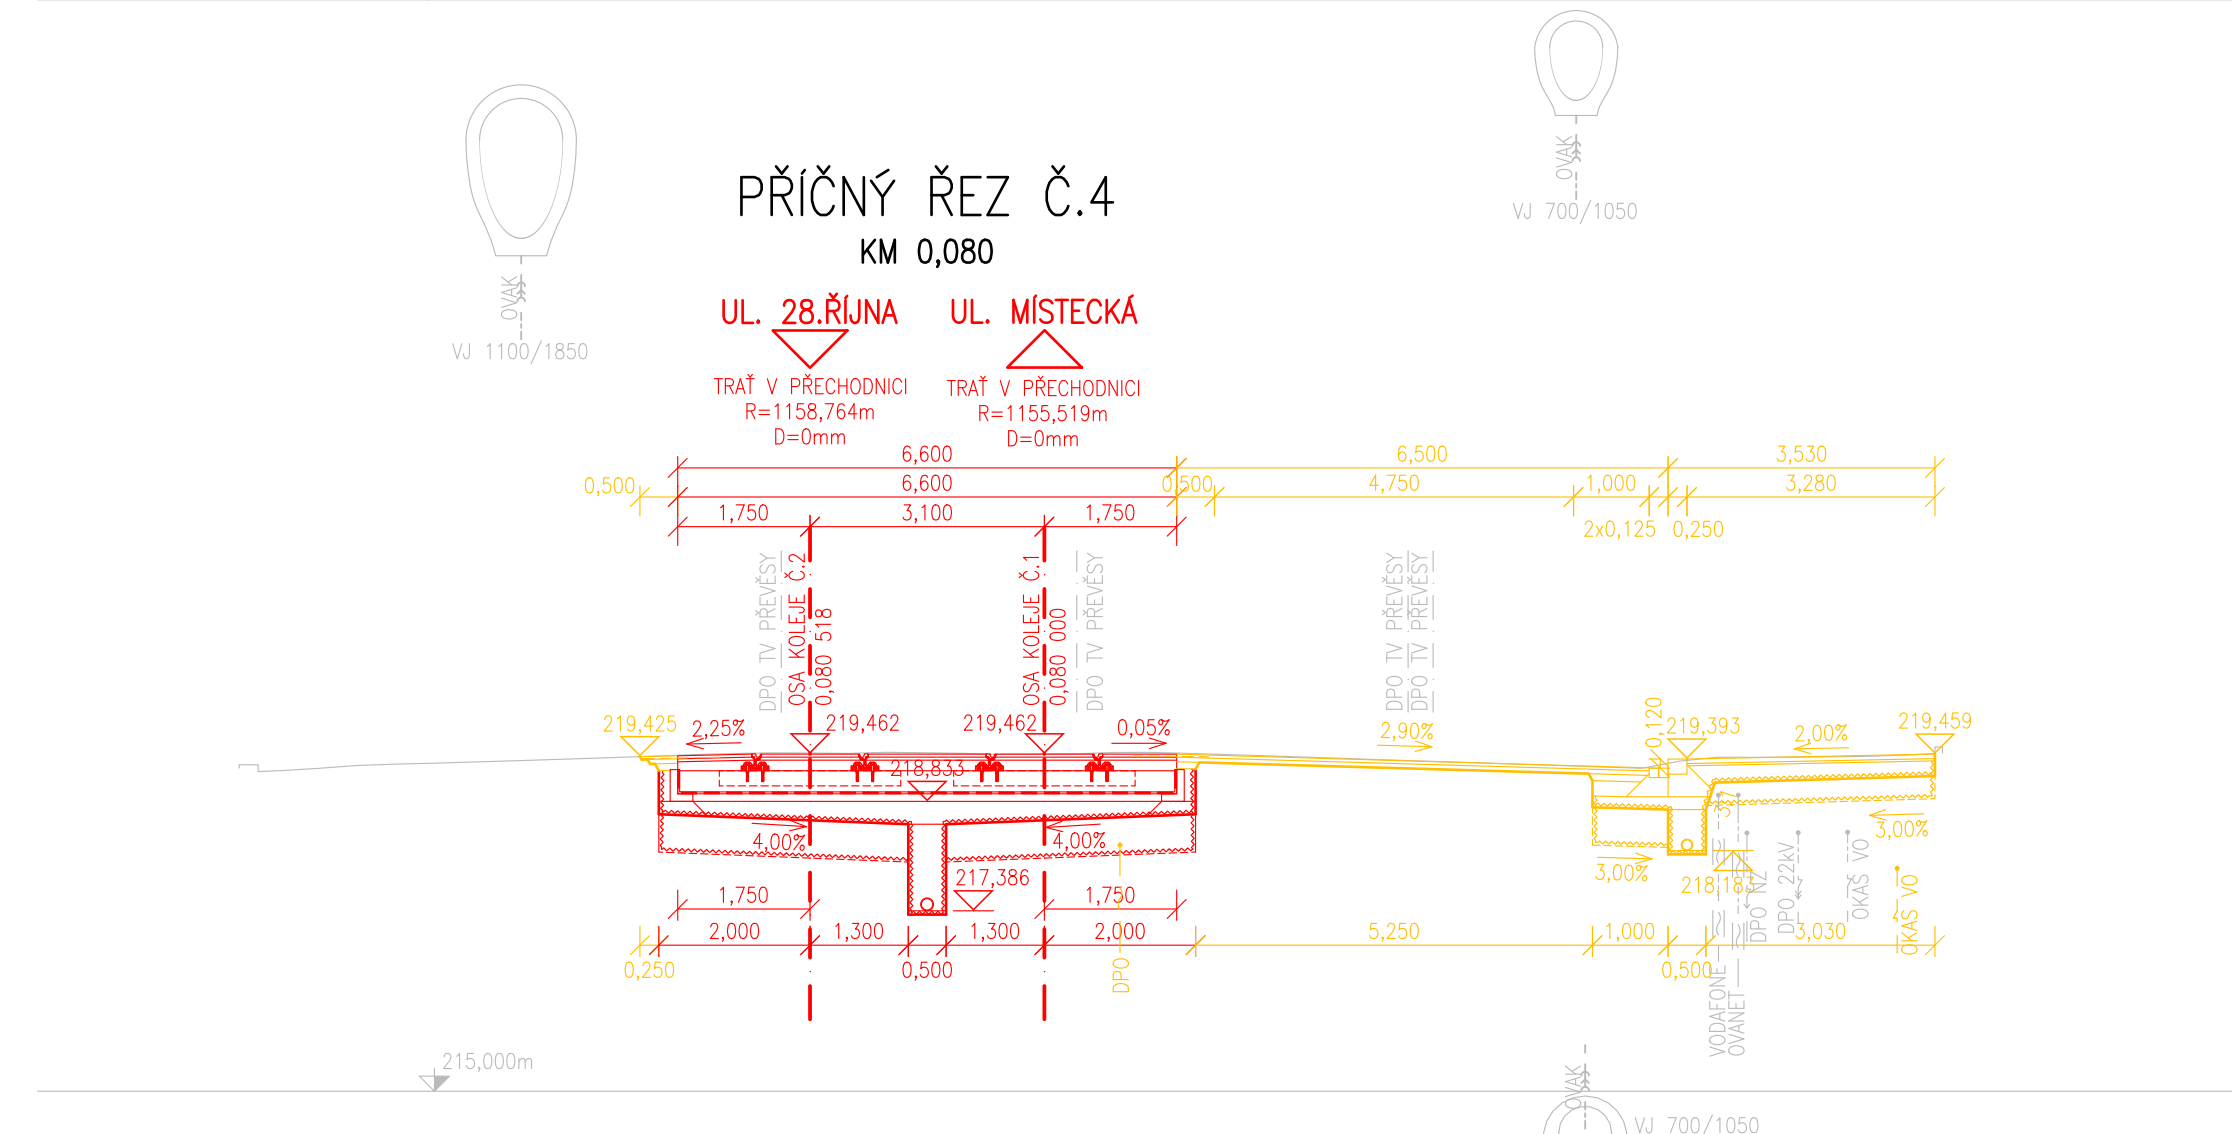 OVAK
VJ 700/1050
OVAK
VJ 1100/1850
PŘÍČNÝ ŘEZ Č.4
KM 0,080
UL. 28.ŘÍJNA
UL. MÍSTECKÁ
TRAŤ V PŘECHODNICI
R=1158,764m
D=0mm
TRAŤ V PŘECHODNICI
R=1155,519m
D=0mm
6,600
6,500
3,530
0,500
6,600
0,500
4,750
1,000
3,280
1,750
3,100
1,750
2x0,125
0,250
DPO TV PŘEVĚSY
OSA KOLEJE Č.2
0,080 518
OSA KOLEJE Č.1
0,080 000
DPO TV PŘEVĚSY
DPO TV PŘEVĚSY
DPO TV PŘEVĚSY
219,425
2,25%
219,462
219,462
0,05%
2,90%
0,120
219,393
2,00%
219,459
218,833
4,00%
4,00%
3,00%
3,00%
217,386
218,183
DPO NZ
DPO 22kV
OKAS VO
OKAS VO
1,750
1,750
2,000
1,300
1,300
2,000
5,250
1,000
3,030
0,250
0,500
0,500
DPO
VODAFONE
OVANET
215,000m
OVAK
VJ 700/1050